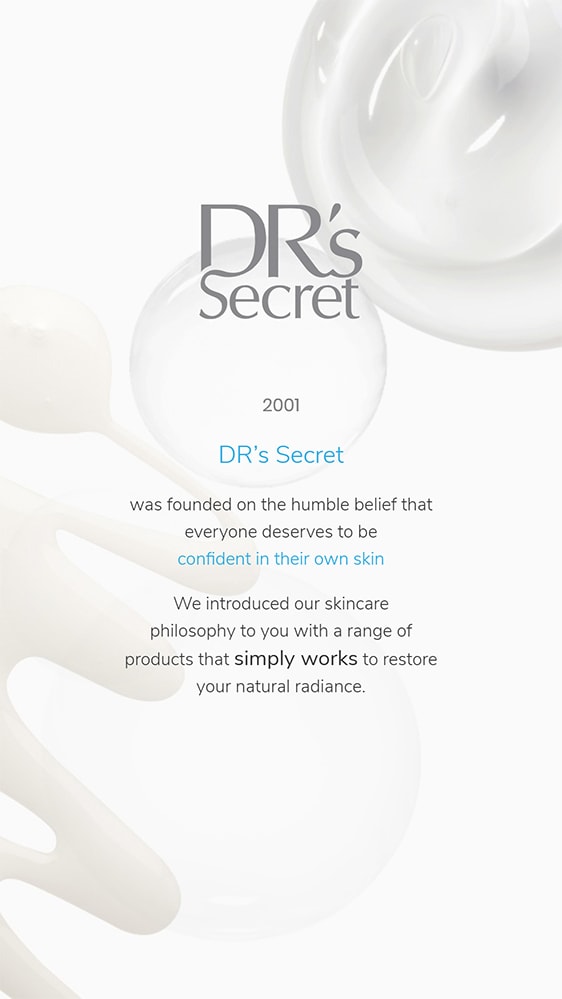 DR's
Secret
2001
DR's Secret
was founded on the humble belief that
everyone deserves to be
confident in their own skin
We introduced our skincare
philosophy to you with a range of
products that simply works to restore
your natural radiance.